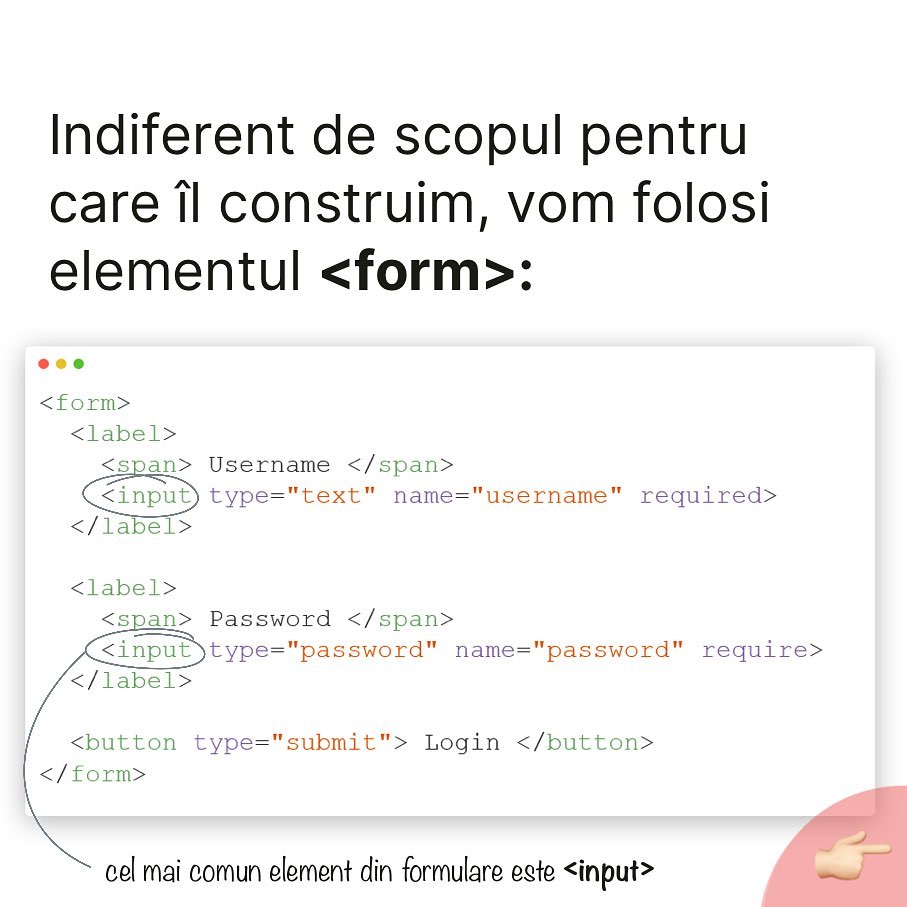 Indiferent de scopul pentru
care îl construim, vom folosi
elementul <form>:
<form>
<label>
<span> Username </span>
<input type="text" name="username" required>
</label>
<label>
<span> Password </span>
<input type="password" name="password" require>
</label>
<button type="submit"> Login </button>
</form>
cel mai comun element din formulare este <input>